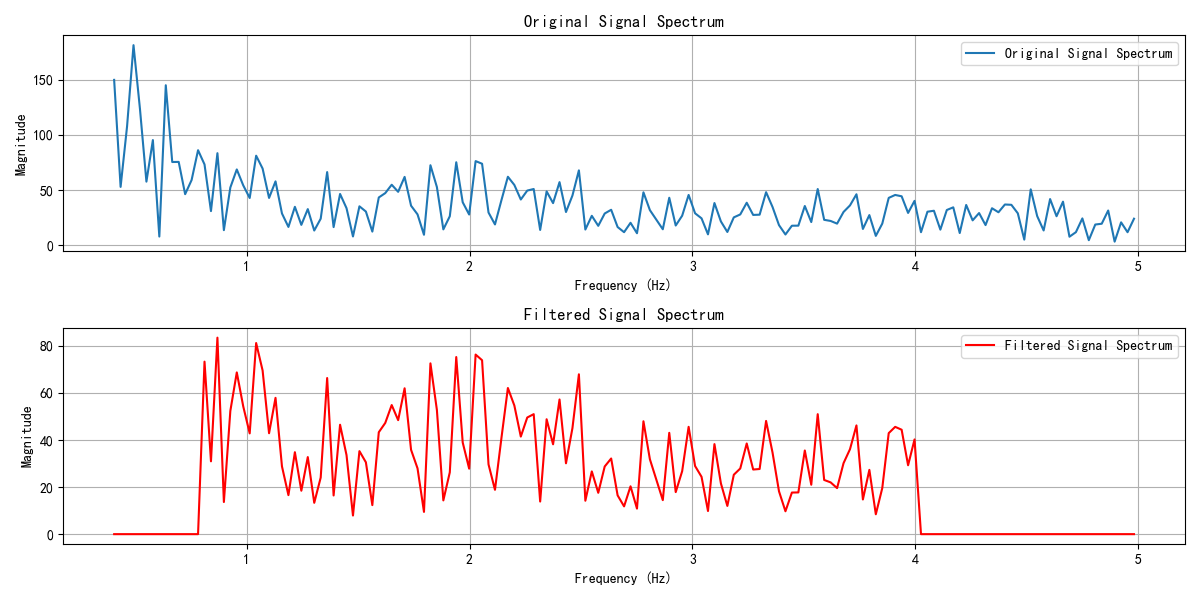 Original Signal Spectrum
Original Signal Spectrum
Magnitude
150
100
50
0
1 2 3 4 5
Frequency (Hz)
Filtered Signal Spectrum
Filtered Signal Spectrum
Magnitude
80
60
40
20
0
1 2 3 4 5
Frequency (Hz)